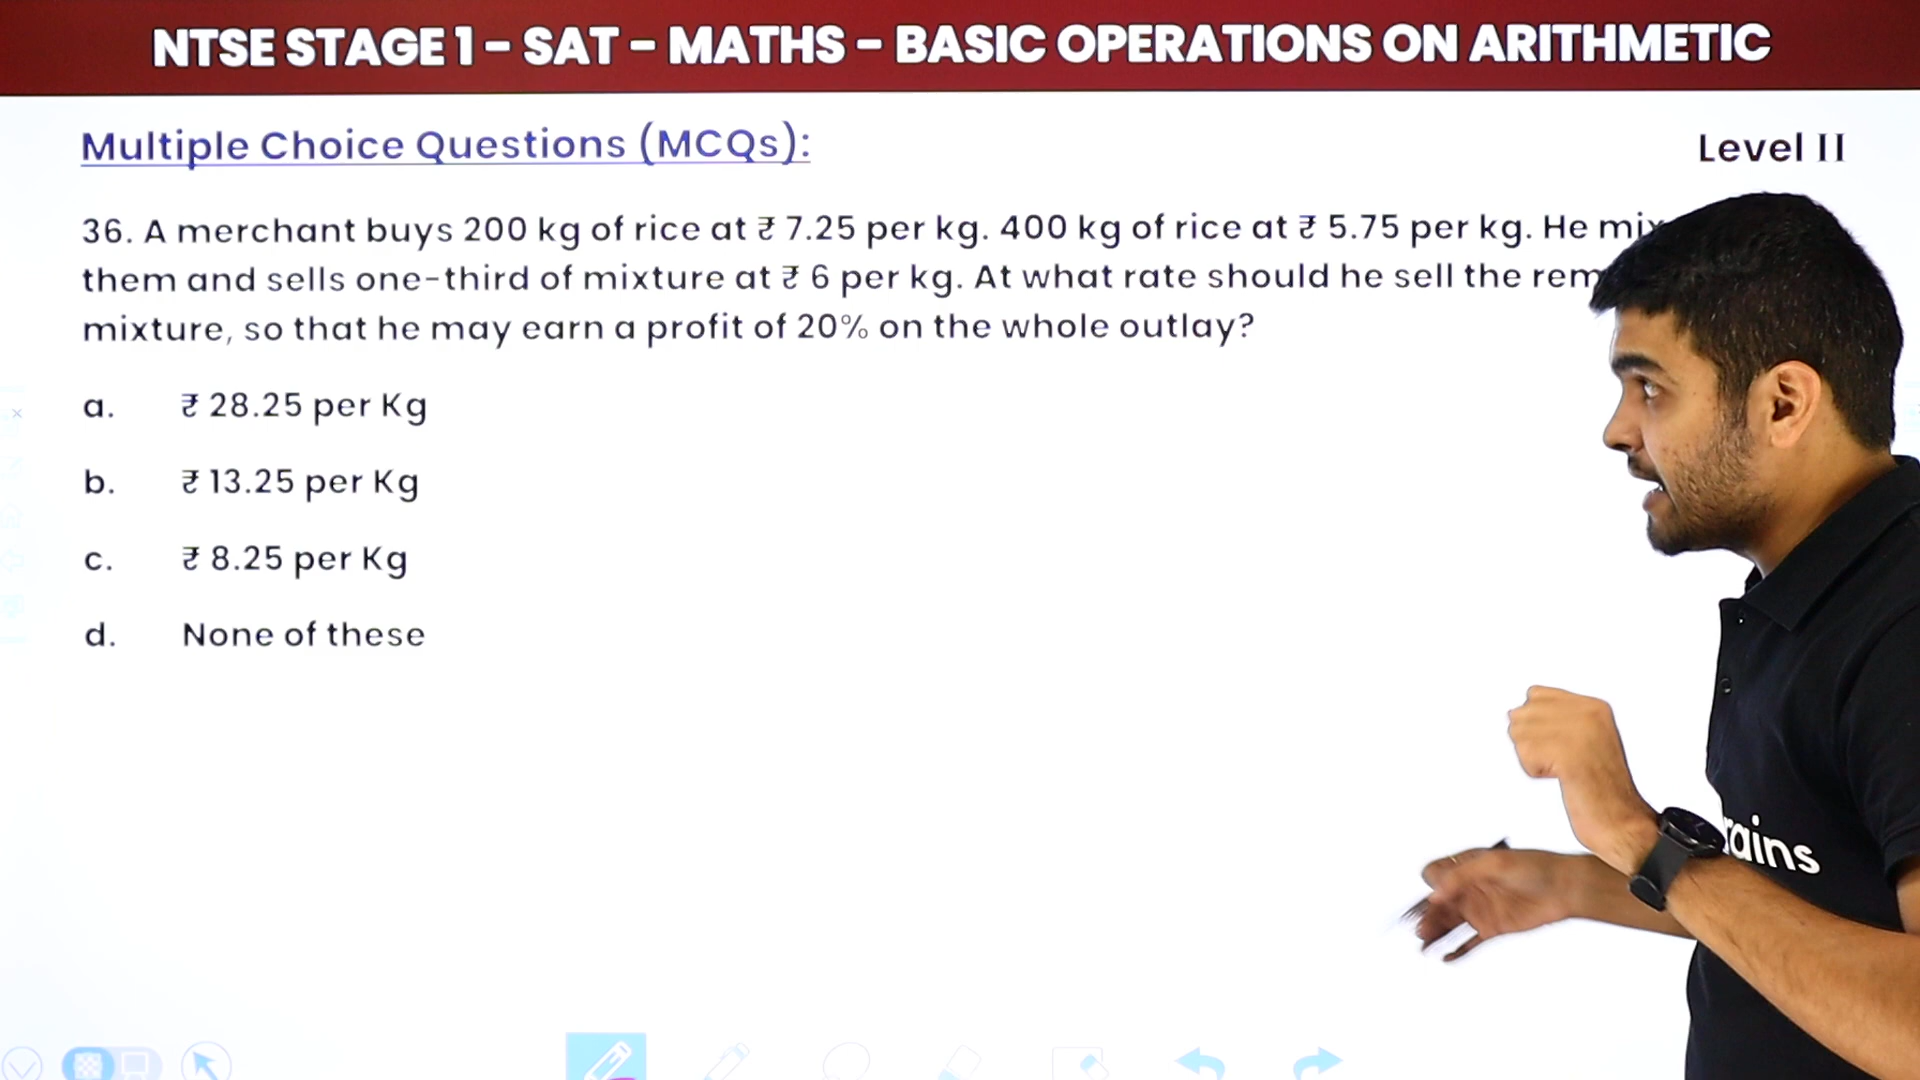 NTSE STAGE 1 – SAT – MATHS – BASIC OPERATIONS ON ARITHMETIC
Multiple Choice Questions (MCQs):
Level II
36. A merchant buys 200 kg of rice at ₹ 7.25 per kg. 400 kg of rice at ₹ 5.75 per kg. He
them and sells one-third of mixture at ₹ 6 per kg. At what rate should he sell the
mixture, so that he may earn a profit of 20% on the whole outlay?
a. ₹ 28.25 per Kg
b. ₹ 13.25 per Kg
c. ₹ 8.25 per Kg
d. None of these